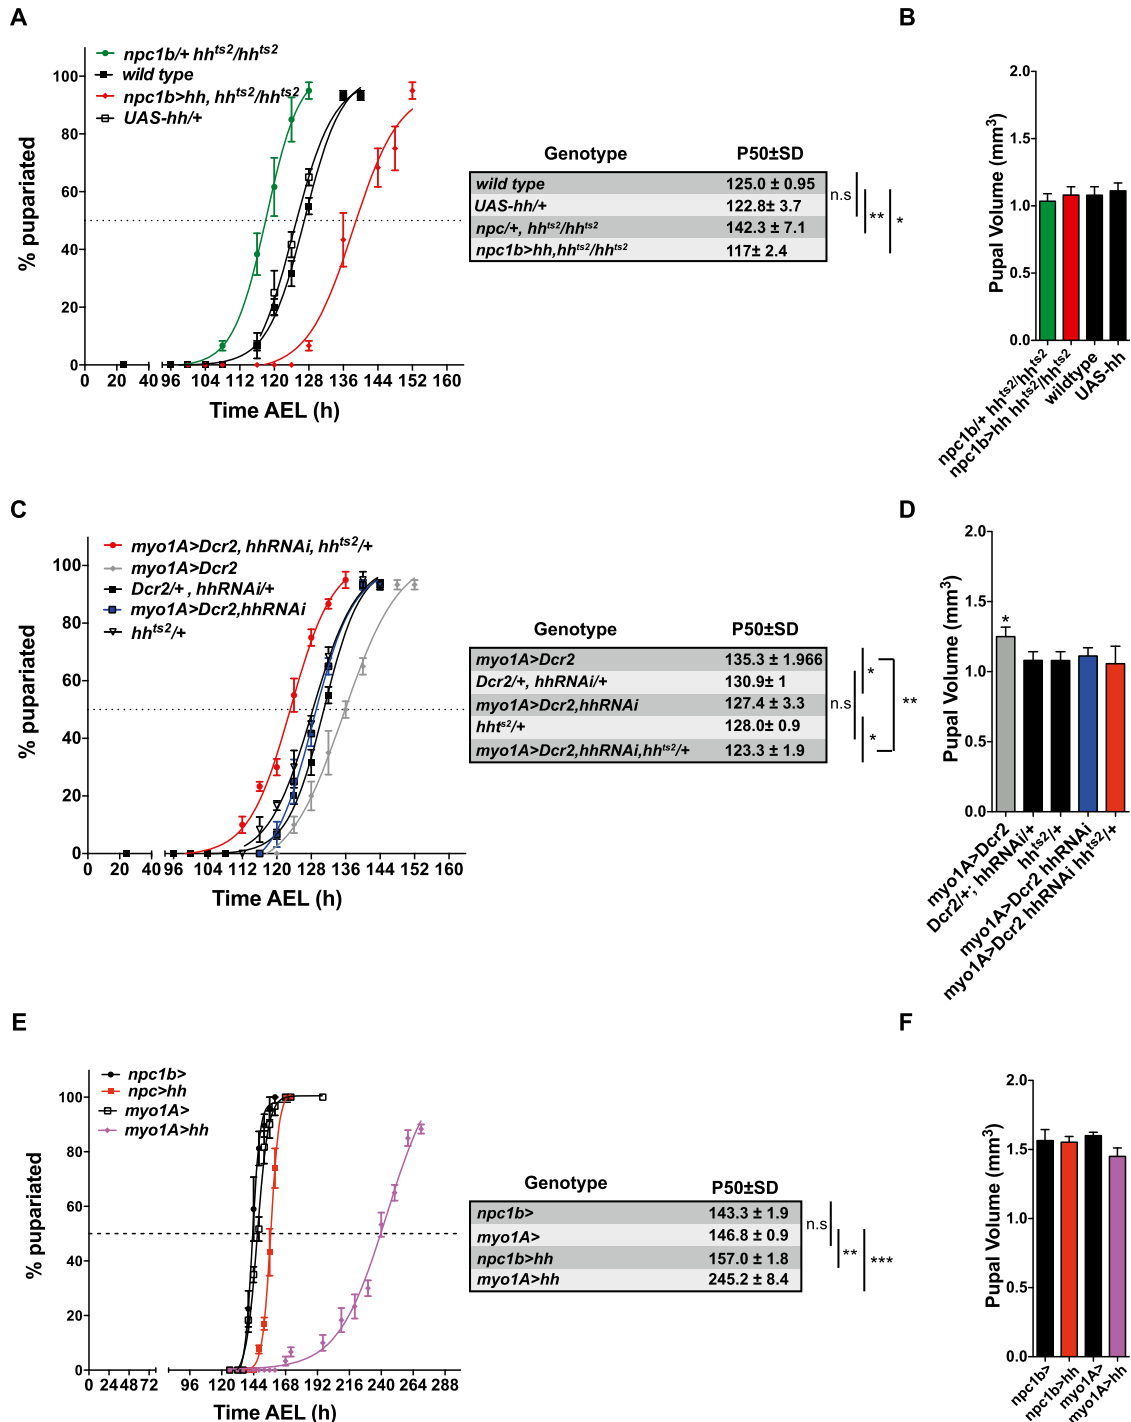 A
npc1b/+ hhts2/hhts2
wild type
npc1b>hh, hhts2/hhts2
UAS-hh/+
100
80
60
40
20
0
% pupariated
0 24 40 96 104 112 120 128 136 144 152 160
Time AEL (h)
Genotype P50±SD
wild type 125.0 ± 0.95
UAS-hh/+ 122.8± 3.7
npc/+, hhts2/hhts2 142.3 ± 7.1
npc1b>hh,hhts2/hhts2 117± 2.4
n.s ** *
B
2.0
1.5
1.0
0.5
0.0
Pupal Volume (mm3)
npc1b/+ hhts2/hhts2
npc1b>hh hhts2/hhts2
wildtype
UAS-hh
C
myo1A>Dcr2, hhRNAi, hhts2/+
myo1A>Dcr2
Dcr2/+ , hhRNAi/+
myo1A>Dcr2,hhRNAi
hhts2/+
100
80
60
40
20
0
% pupariated
0 24 40 96 104 112 120 128 136 144 152 160
Time AEL (h)
Genotype P50±SD
myo1A>Dcr2 135.3 ± 1.966
Dcr2/+, hhRNAi/+ 130.9± 1
myo1A>Dcr2,hhRNAi 127.4 ± 3.3
hhts2/+ 128.0± 0.9
myo1A>Dcr2,hhRNAi,hhts2/+ 123.3 ± 1.9
n.s * * **
D
2.0
1.5
1.0
0.5
0.0
Pupal Volume (mm3)
*
myo1A>Dcr2
Dcr2/+; hhRNAi/+
hhts2/+
myo1A>Dcr2 hhRNAi
myo1A>Dcr2 hhRNAi hhts2/+
E
npc1b>
npc>hh
myo1A>
myo1A>hh
100
80
60
40
20
0
% pupariated
0 24 48 72 96 120 144 168 192 216 240 264 288
Time AEL (h)
Genotype P50±SD
npc1b> 143.3 ± 1.9
myo1A> 146.8 ± 0.9
npc1b>hh 157.0 ± 1.8
myo1A>hh 245.2 ± 8.4
n.s ** ***
F
2.0
1.5
1.0
0.5
0.0
Pupal Volume (mm3)
npc1b>
npc1b>hh
myo1A>
myo1A>hh